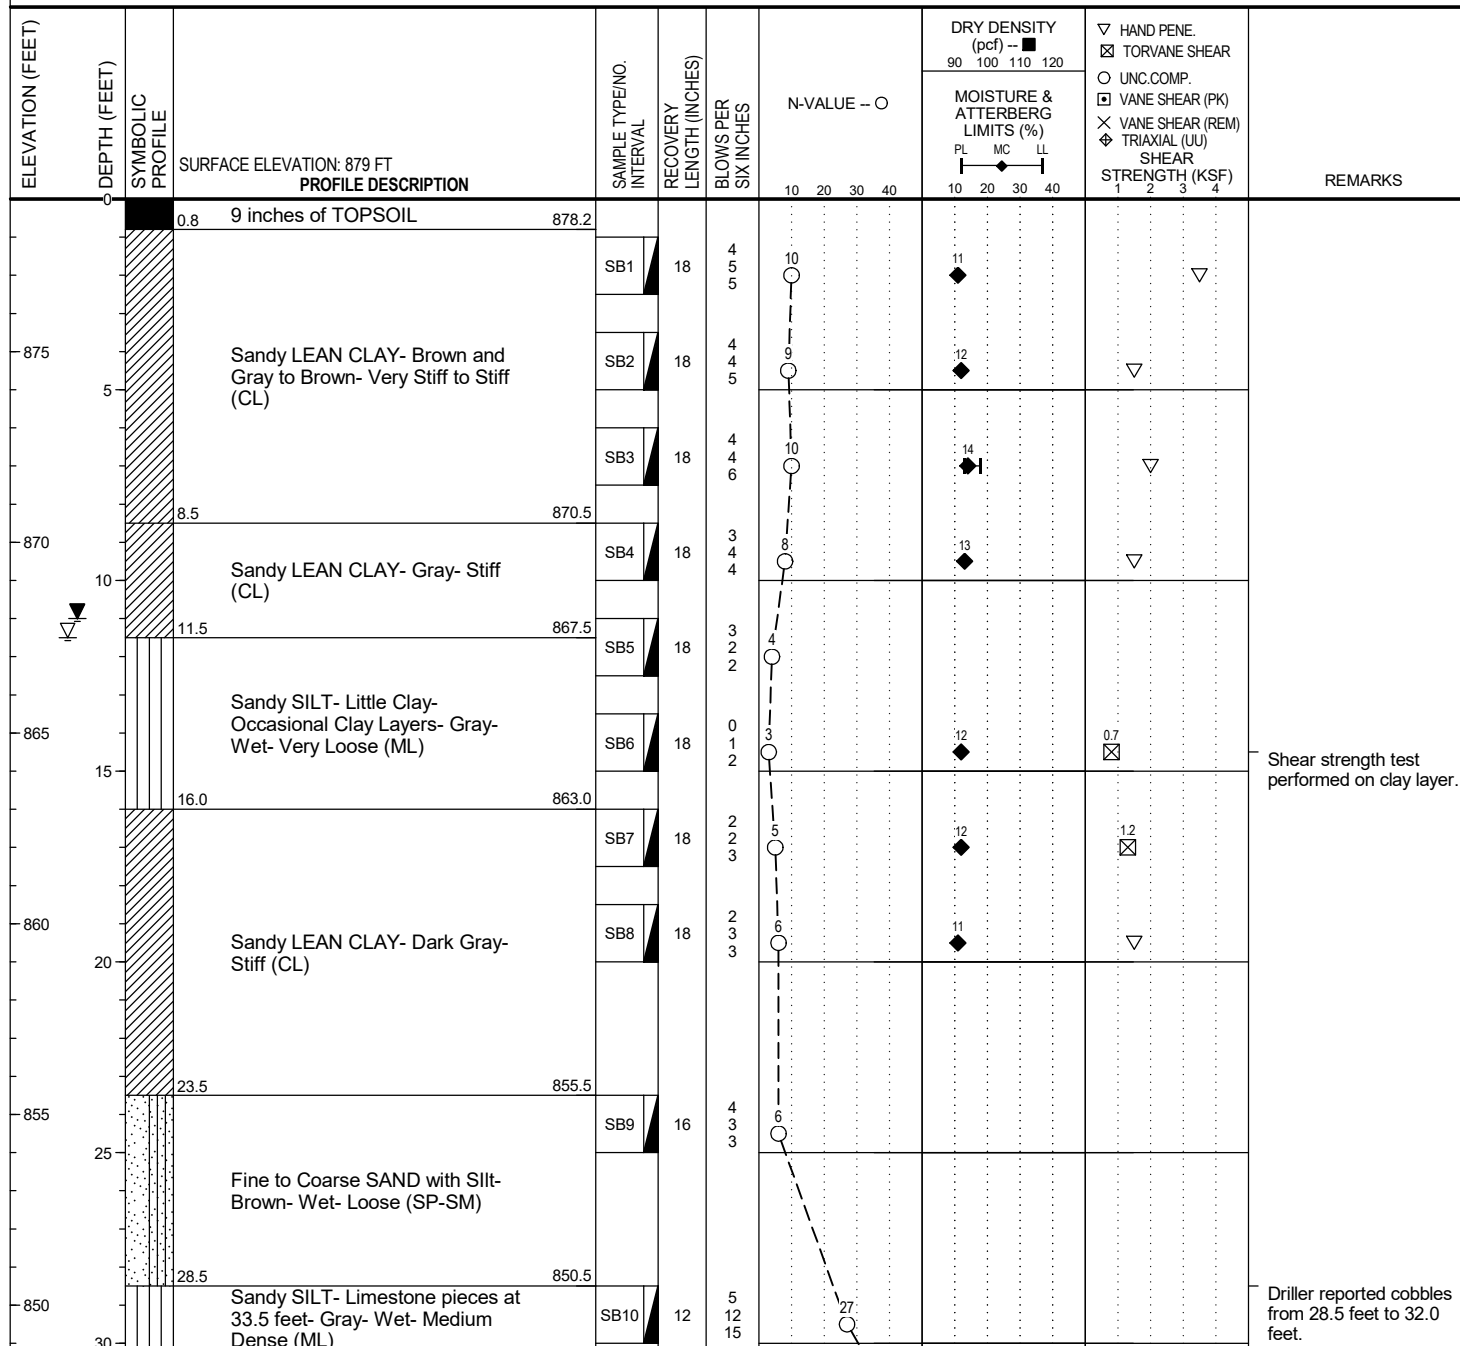 ELEVATION (FEET)
DEPTH (FEET)
SYMBOLIC
PROFILE
SURFACE ELEVATION: 879 FT
PROFILE DESCRIPTION
SAMPLE TYPE/NO.
INTERVAL
RECOVERY
LENGTH (INCHES)
BLOWS PER
SIX INCHES
N-VALUE -- O
10 20 30 40
DRY DENSITY
(pcf) -- ■
90 100 110 120
MOISTURE &
ATTERBERG
LIMITS (%)
PL MC LL
10 20 30 40
▽ HAND PENE.
⊠ TORVANE SHEAR
○ UNC.COMP.
⊡ VANE SHEAR (PK)
✕ VANE SHEAR (REM)
TRIAXIAL (UU)
SHEAR
STRENGTH (KSF)
1 2 3 4
REMARKS
0
0.8 9 inches of TOPSOIL 878.2
SB1 18 4 5 5 10 11
875
Sandy LEAN CLAY- Brown and
Gray to Brown- Very Stiff to Stiff
(CL)
SB2 18 4 4 5 9 12
5
SB3 18 4 4 6 10 14
8.5 870.5
870
Sandy LEAN CLAY- Gray- Stiff
(CL)
SB4 18 3 4 4 8 13
10
11.5 867.5
SB5 18 3 2 2 4
Sandy SILT- Little Clay-
Occasional Clay Layers- Gray-
Wet- Very Loose (ML)
865
SB6 18 0 1 2 3 12 0.7
Shear strength test
performed on clay layer.
15
16.0 863.0
SB7 18 2 2 3 5 12 1.2
860
Sandy LEAN CLAY- Dark Gray-
Stiff (CL)
SB8 18 2 3 3 6 11
20
23.5 855.5
855
SB9 16 4 3 3 6
25
Fine to Coarse SAND with SIlt-
Brown- Wet- Loose (SP-SM)
28.5 850.5
850
Sandy SILT- Limestone pieces at
33.5 feet- Gray- Wet- Medium
Dense (ML)
SB10 12 5 12 15 27
Driller reported cobbles
from 28.5 feet to 32.0
feet.
30